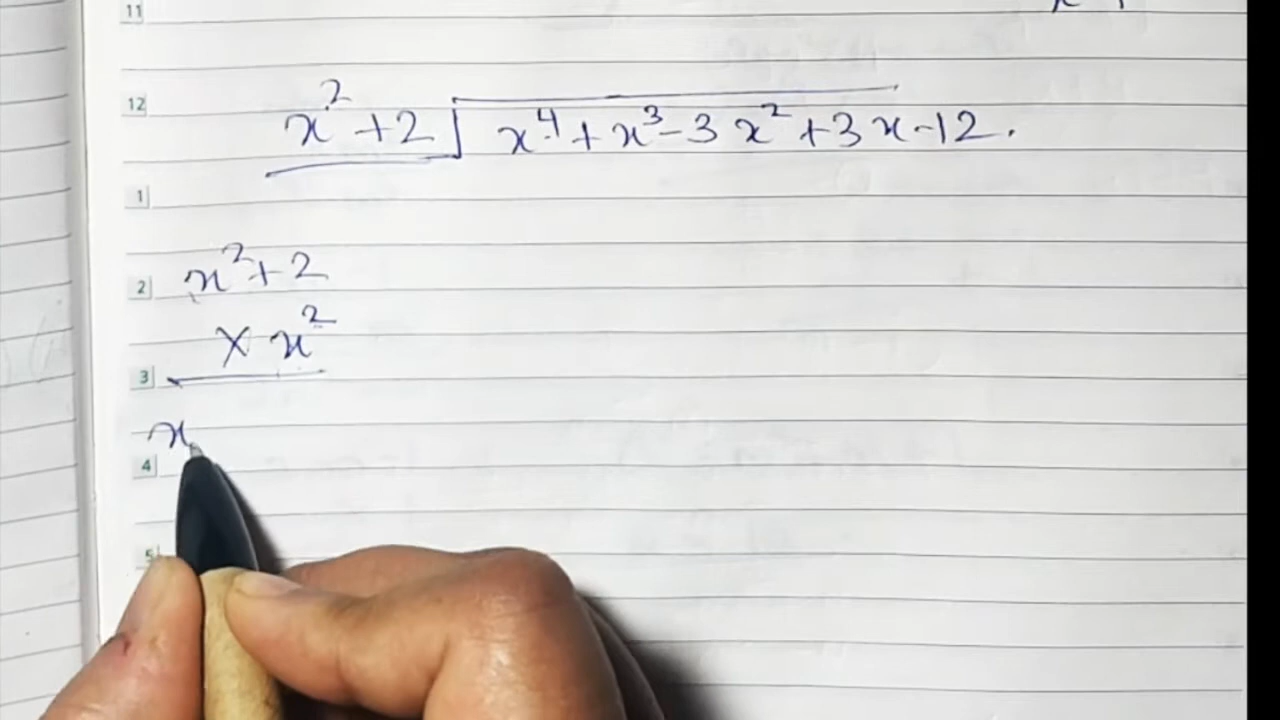 11
12 x²+2 | x⁴+x³-3x²+3x-12.
1
2 x²+2
× x²
3
x
4
5